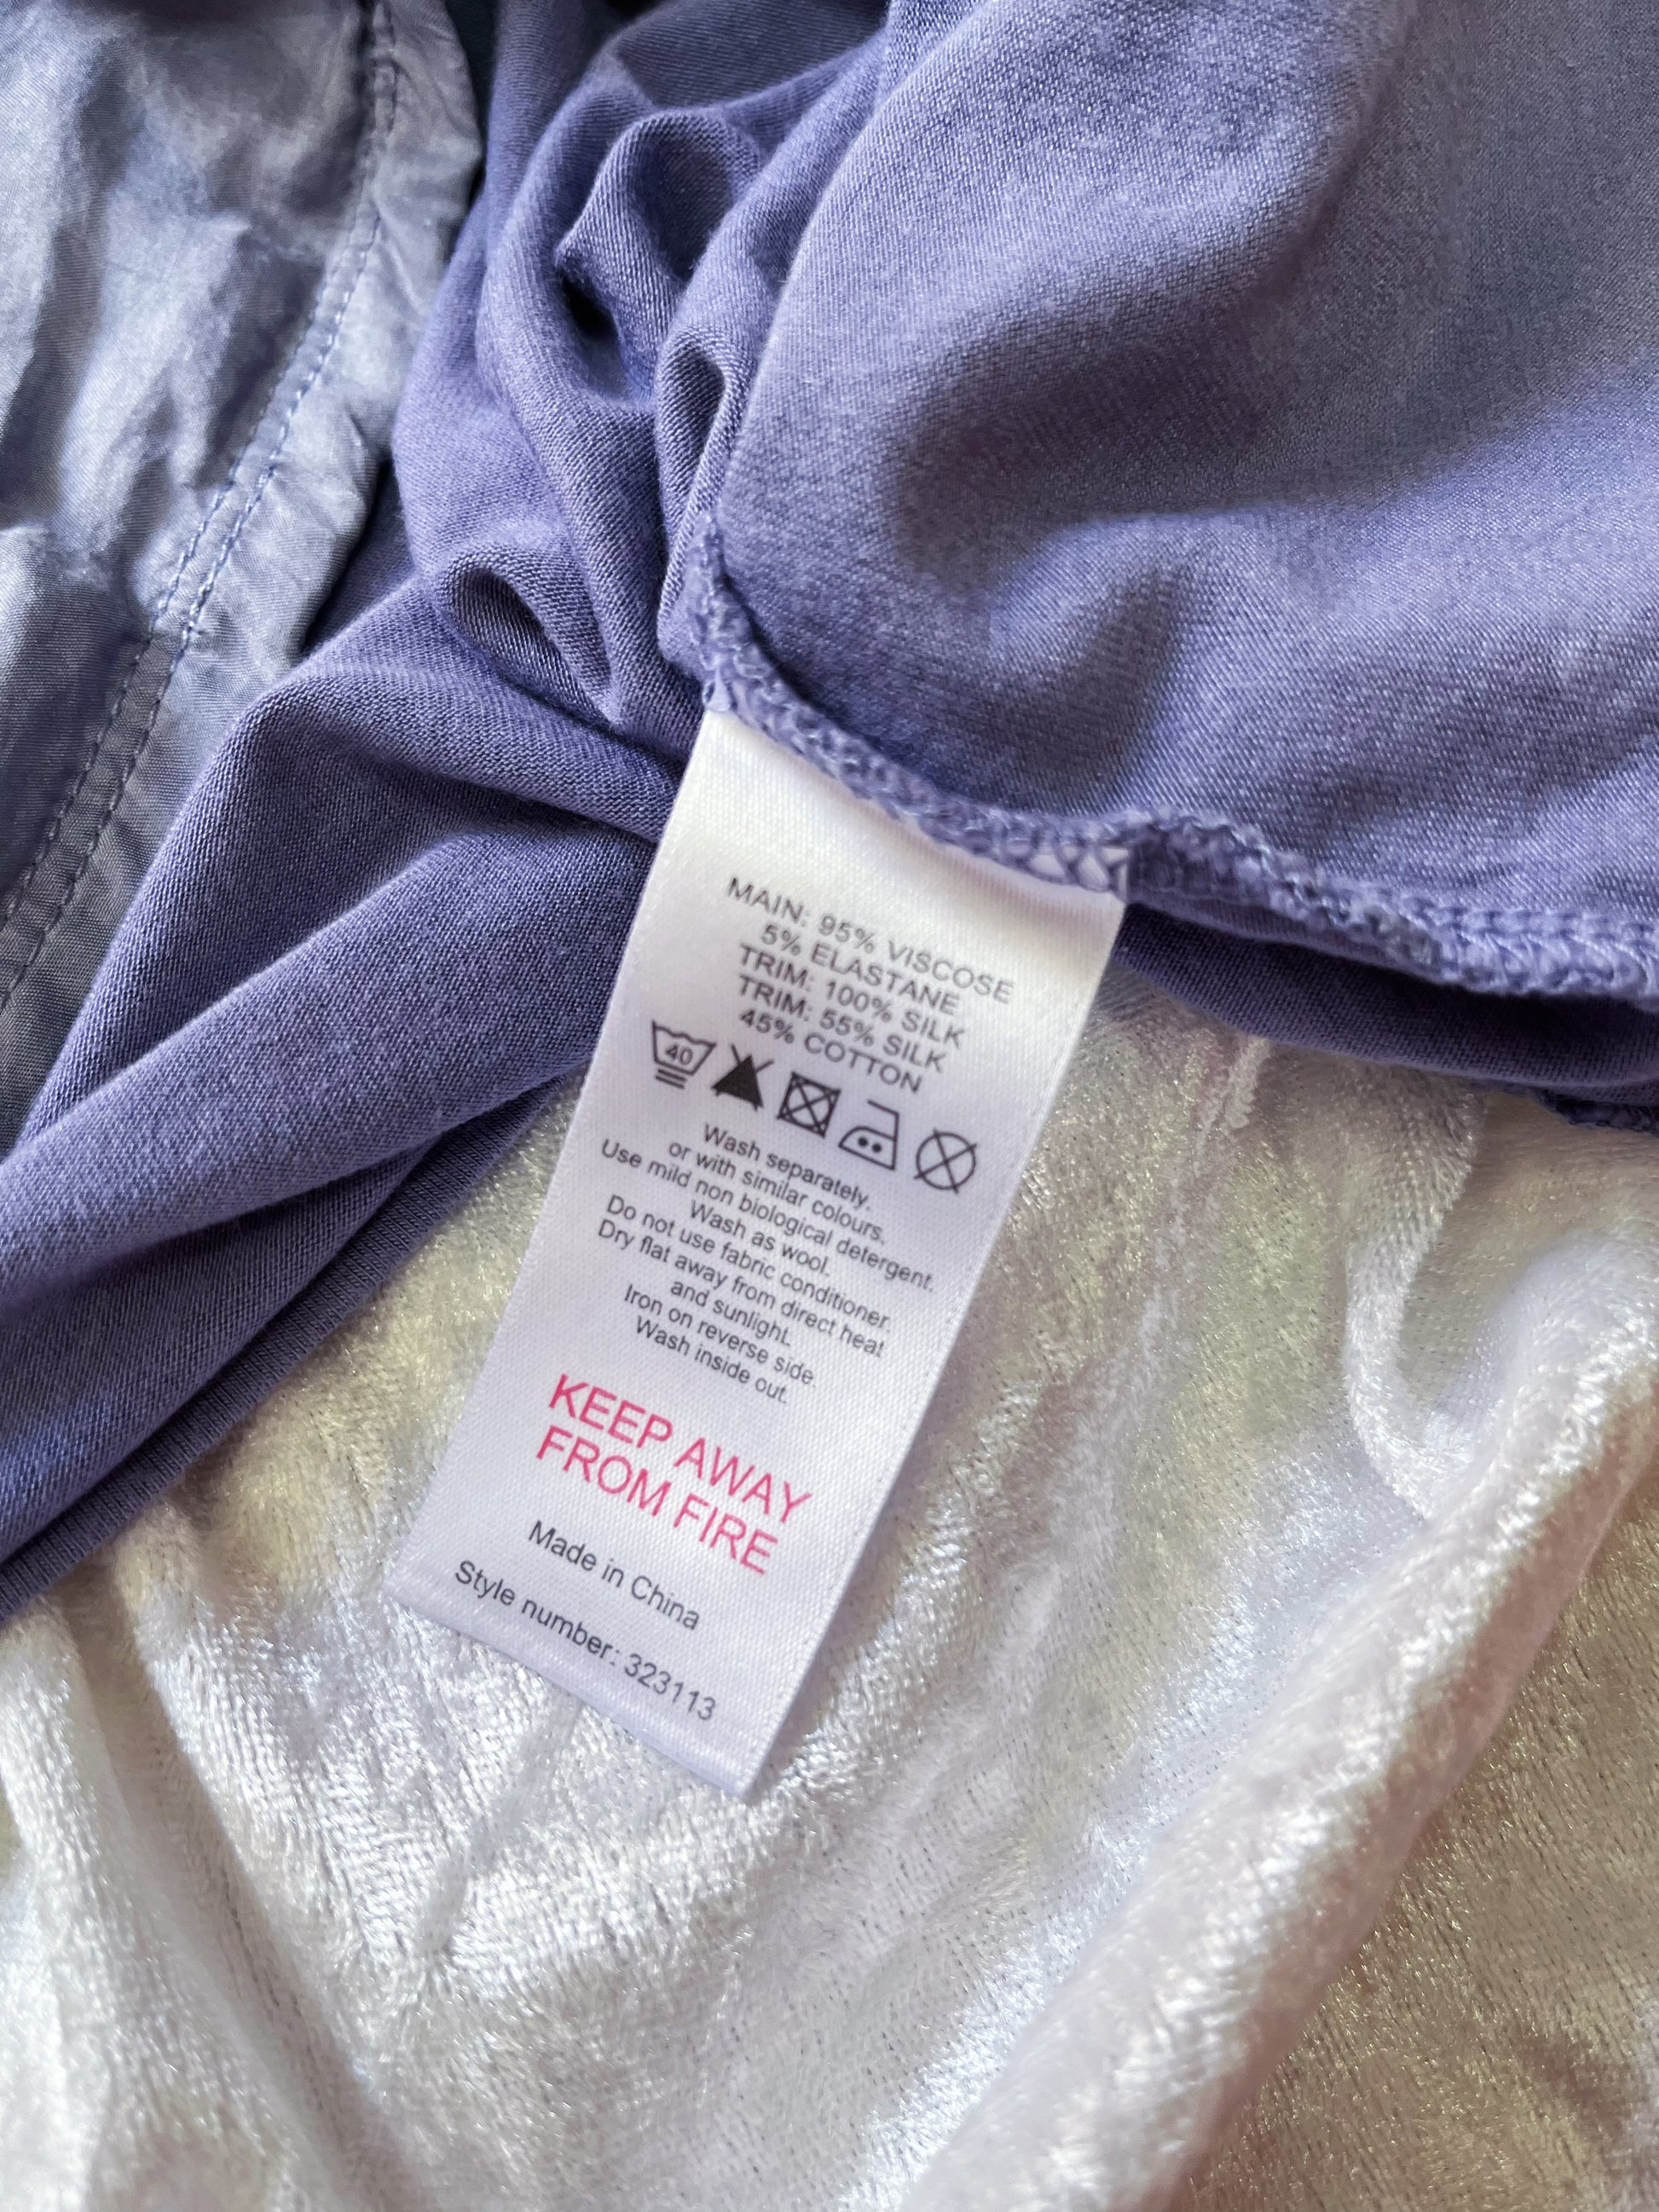 MAIN: 95% VISCOSE
5% ELASTANE
TRIM: 100% SILK
TRIM: 55% SILK
45% COTTON
40
Wash separately.
or with similar colours.
Use mild non biological detergent.
Wash as wool.
Do not use fabric conditioner.
Dry flat away from direct heat
and sunlight.
Iron on reverse side.
Wash inside out.
KEEP AWAY
FROM FIRE
Made in China
Style number: 323113